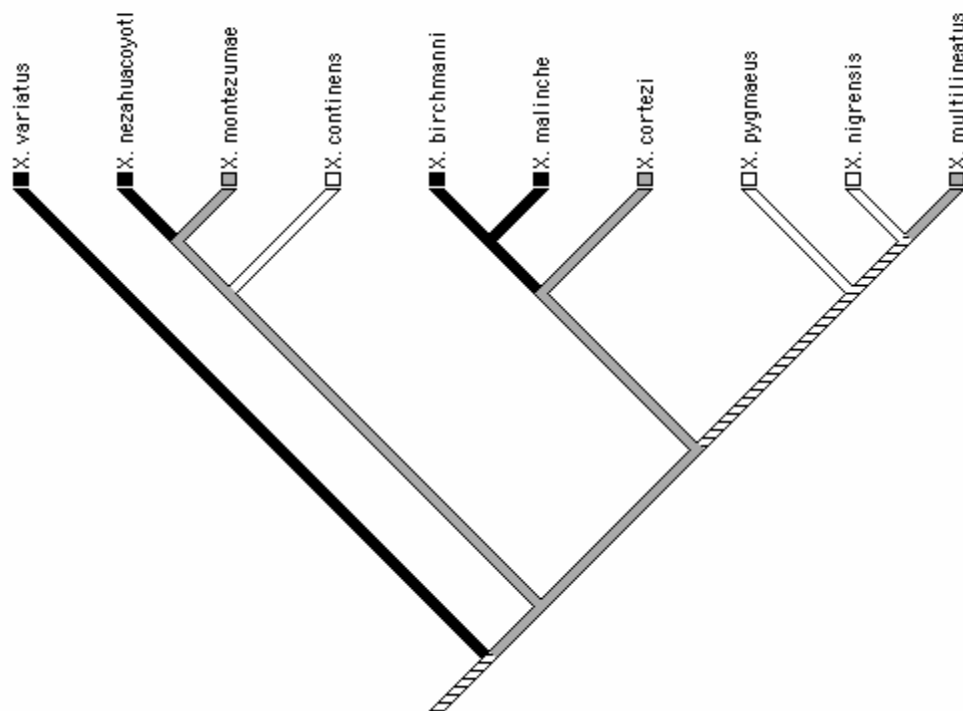 X. variatus
X. nezahuacoyotl
X. montezumae
X. continens
X. birchmanni
X. malinche
X. cortezi
X. pygmaeus
X. nigrensis
X. multilineatus